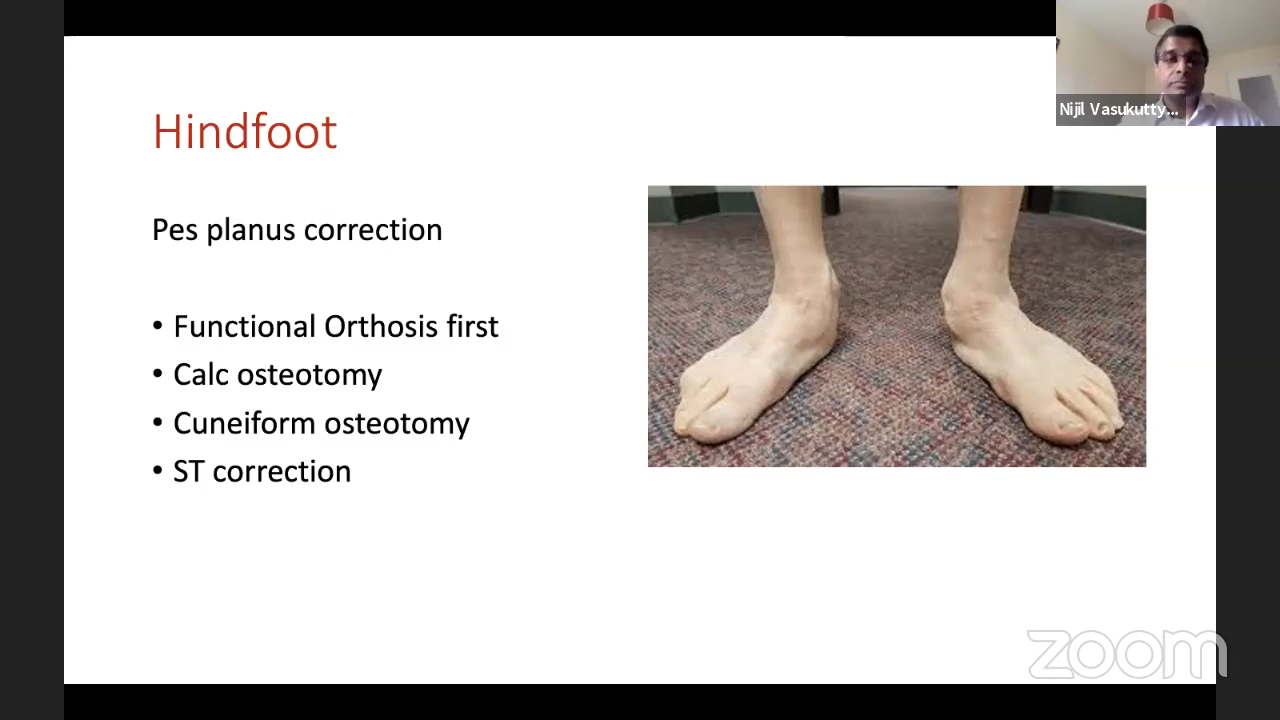 Nijil Vasukutty...
Hindfoot
Pes planus correction
• Functional Orthosis first
• Calc osteotomy
• Cuneiform osteotomy
• ST correction
zoom